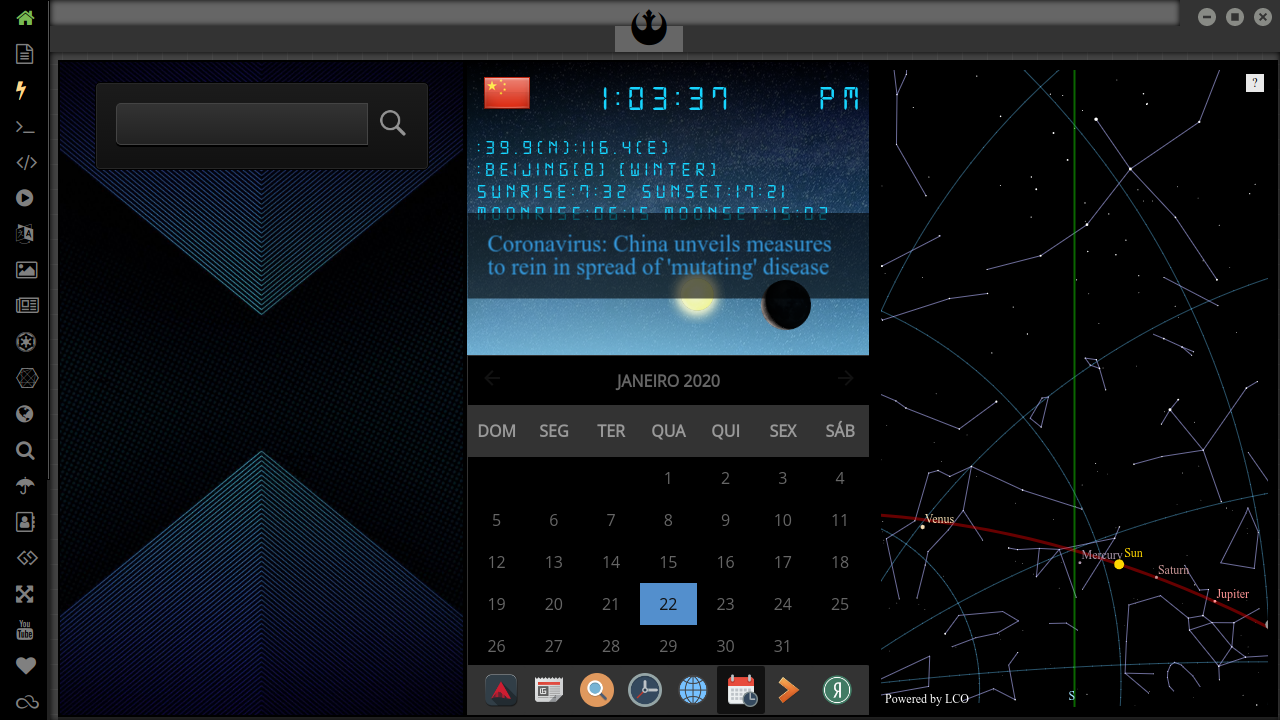 1:03:37 PM
:39.9(N):116.4(E)
:BEIJING(8) (WINTER)
SUNRISE:7:32 SUNSET:17:21
MOONRISE:06:15 MOONSET:15:02
Coronavirus: China unveils measures
to rein in spread of 'mutating' disease
JANEIRO 2020
DOM SEG TER QUA QUI SEX SÁB
1 2 3 4
5 6 7 8 9 10 11
12 13 14 15 16 17 18
19 20 21 22 23 24 25
26 27 28 29 30 31
?
Venus
Mercury
Sun
Saturn
Jupiter
S
Powered by LCO
You
Tube
Я